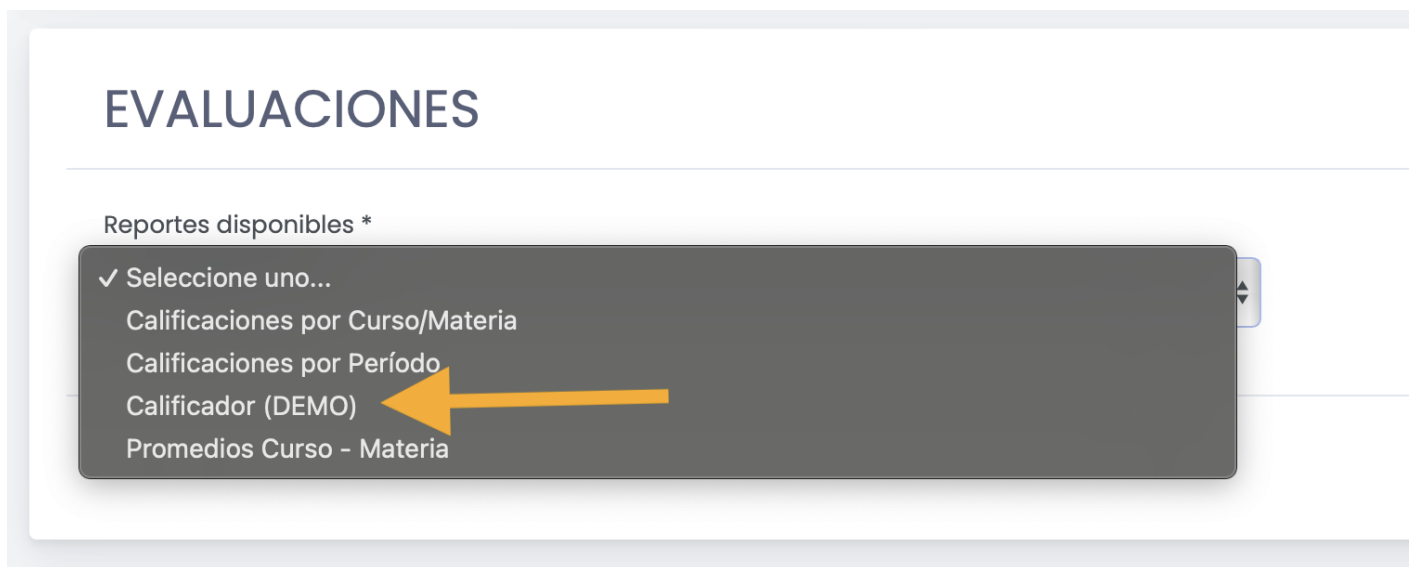 EVALUACIONES
Reportes disponibles *
✓ Seleccione uno...
Calificaciones por Curso/Materia
Calificaciones por Período
Calificador (DEMO)
Promedios Curso - Materia